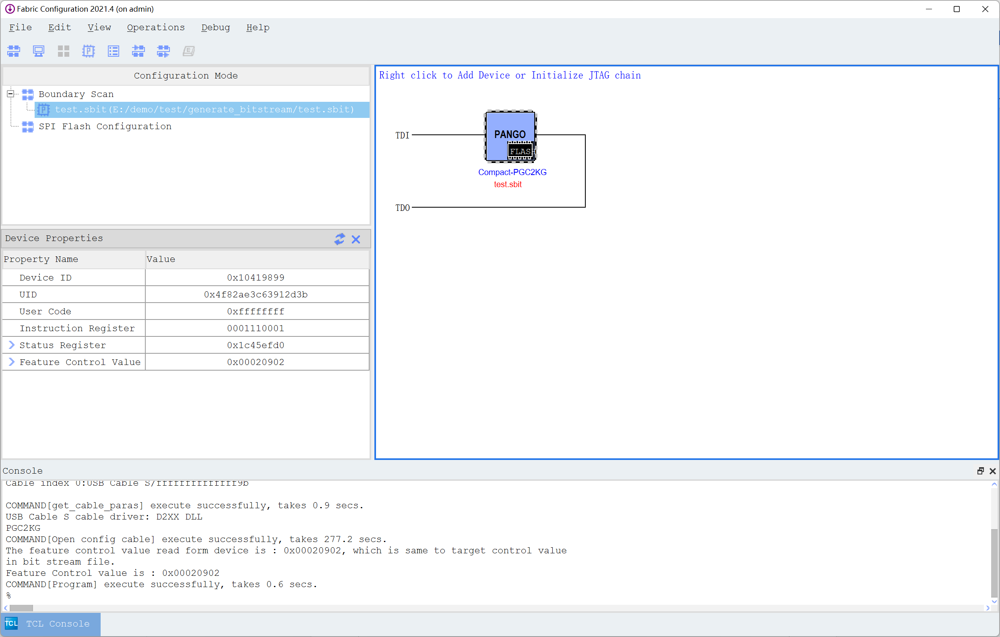 Fabric Configuration 2021.4 (on admin)
File Edit View Operations Debug Help
P E
Configuration Mode
Boundary Scan
P test.sbit(E:/demo/test/generate_bitstream/test.sbit)
SPI Flash Configuration
Right click to Add Device or Initialize JTAG chain
TDI
PANGO
FLASH
Compact-PGC2KG
test.sbit
TDO
Device Properties
Property Name Value
Device ID 0x10419899
UID 0x4f82ae3c63912d3b
User Code 0xffffffff
Instruction Register 0001110001
Status Register 0x1c45efd0
Feature Control Value 0x00020902
Console
Cable index 0:USB Cable S/ffffffffffffff9b
COMMAND[get_cable_paras] execute successfully, takes 0.9 secs.
USB Cable S cable driver: D2XX DLL
PGC2KG
COMMAND[Open config cable] execute successfully, takes 277.2 secs.
The feature control value read form device is : 0x00020902, which is same to target control value
in bit stream file.
Feature Control value is : 0x00020902
COMMAND[Program] execute successfully, takes 0.6 secs.
%
TCL TCL Console